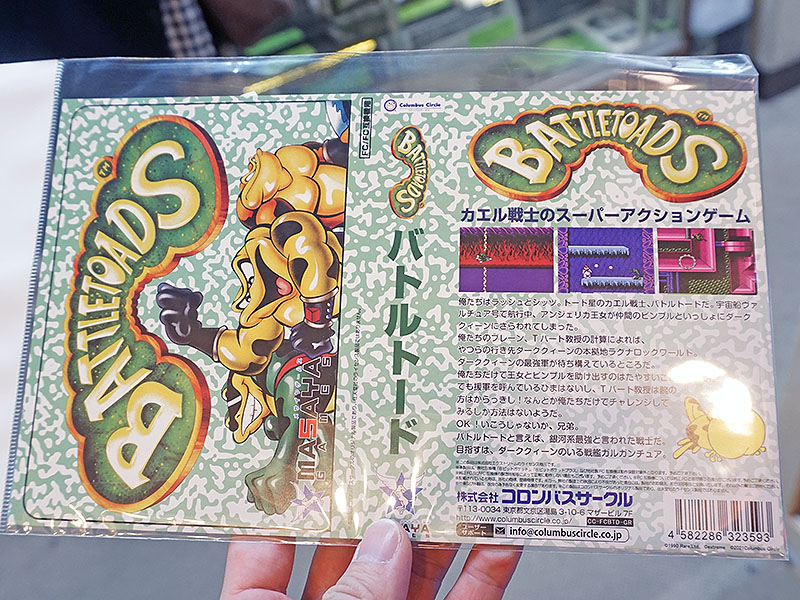 BATTLETOADS
TM
MASAYA
GAMES
FC/FC互換機用
Columbus Circle
BATTLETOADS
バトルトード
BATTLETOADS
TM
カエル戦士のスーパーアクションゲーム
俺たちはラッシュとジッツ。トード星のカエル戦士、バトルトードだ。宇宙船ヴァ
ルチュア号で航行中、アンジェリカ王女が仲間のピンプルといっしょにダーク
クィーンにさらわれてしまった。
俺たちのブレーン、T.バート教授の計算によれば、
やつらの行き先ダーククィーンの本拠地ラグナロックワールド。
ダーククィーンの最強軍が待ち構えているところだ。
俺たちだけで王女とピンプルを助け出すのはたやすいこ
ても援軍を呼んでいるひまはないし、T.バート教授は腕の
方はからっきし!なんとか俺たちだけでチャレンジして
みるしか方法はないようだ。
OK!いこうじゃないか、兄弟。
バトルトードと言えば、銀河系最強と言われた戦士だ。
目指すは、ダーククィーンのいる戦艦ガルガンチュア。
株式会社 コロンバスサークル
〒113-0034 東京都文京区湯島 3-10-6 マザービル 7F
http://www.columbuscircle.co.jp/
CC-FCBTD-GR
ユーザー
サポート
info@columbuscircle.co.jp
4 582286 323593